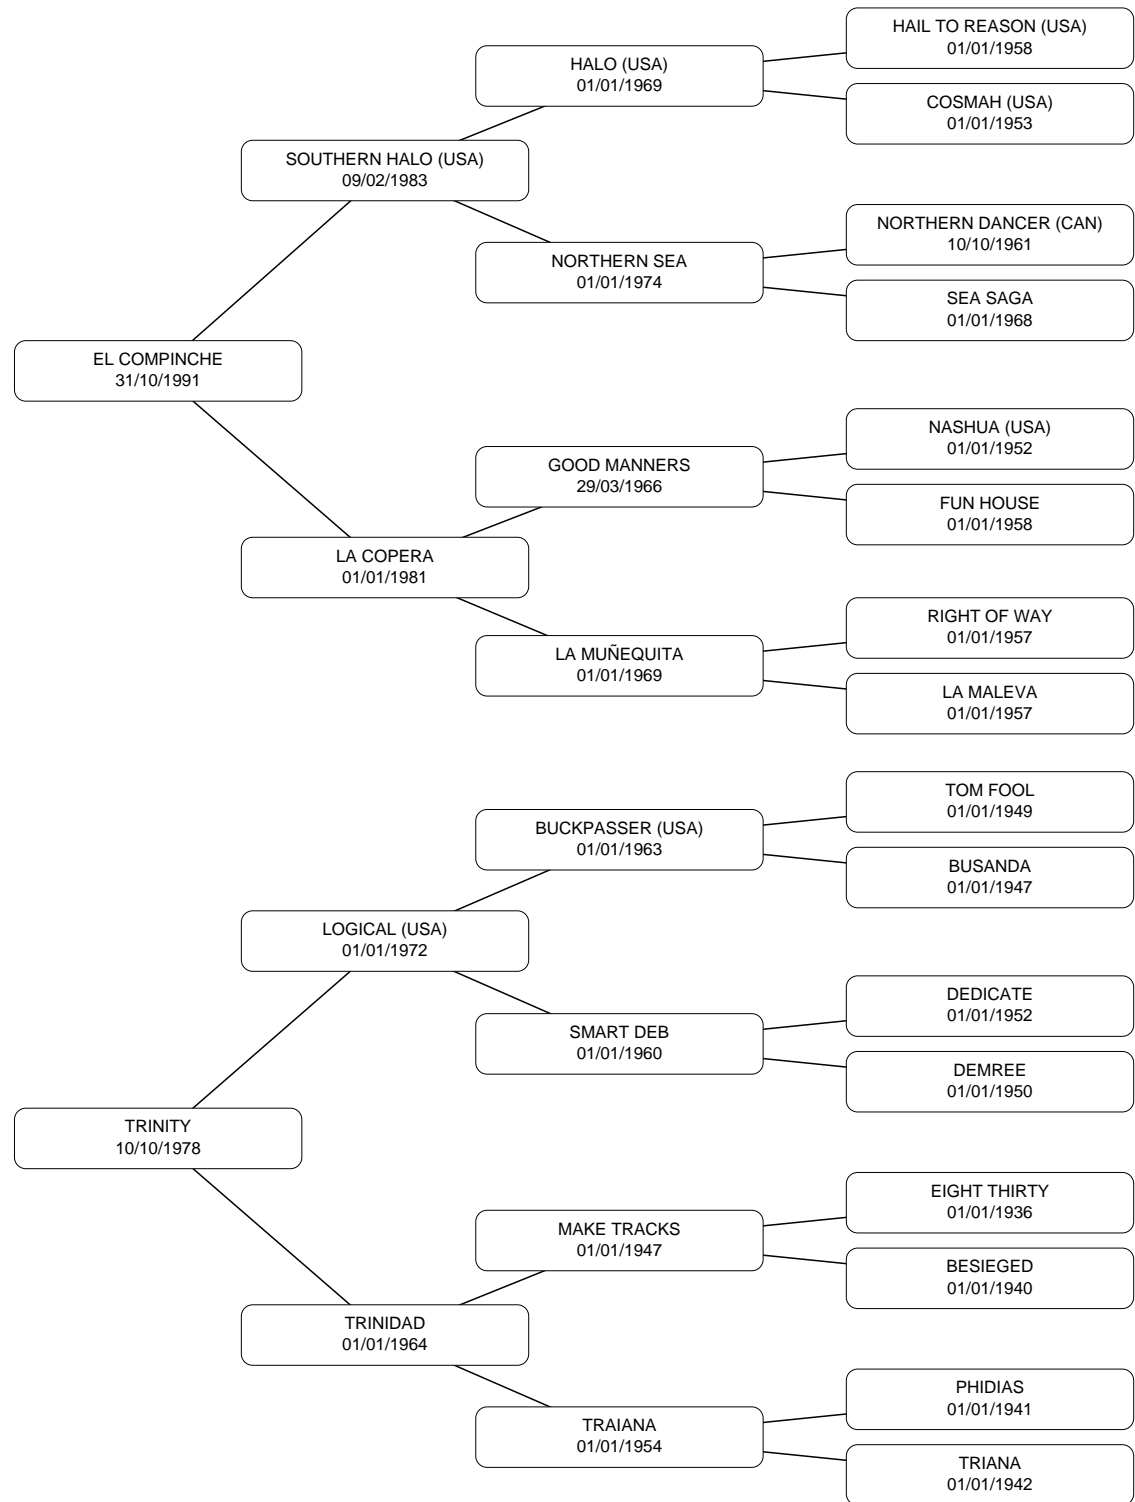 HAIL TO REASON (USA)
01/01/1958
HALO (USA)
01/01/1969
COSMAH (USA)
01/01/1953
SOUTHERN HALO (USA)
09/02/1983
NORTHERN DANCER (CAN)
10/10/1961
NORTHERN SEA
01/01/1974
SEA SAGA
01/01/1968
EL COMPINCHE
31/10/1991
NASHUA (USA)
01/01/1952
GOOD MANNERS
29/03/1966
FUN HOUSE
01/01/1958
LA COPERA
01/01/1981
RIGHT OF WAY
01/01/1957
LA MUÑEQUITA
01/01/1969
LA MALEVA
01/01/1957
TOM FOOL
01/01/1949
BUCKPASSER (USA)
01/01/1963
BUSANDA
01/01/1947
LOGICAL (USA)
01/01/1972
DEDICATE
01/01/1952
SMART DEB
01/01/1960
DEMREE
01/01/1950
TRINITY
10/10/1978
EIGHT THIRTY
01/01/1936
MAKE TRACKS
01/01/1947
BESIEGED
01/01/1940
TRINIDAD
01/01/1964
PHIDIAS
01/01/1941
TRAIANA
01/01/1954
TRIANA
01/01/1942